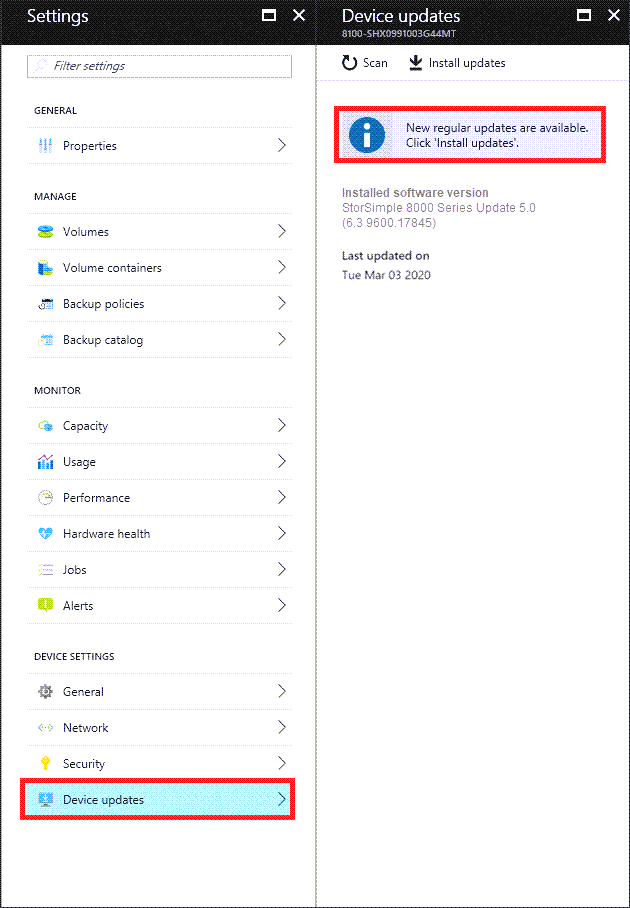 Settings
Filter settings
GENERAL
Properties
MANAGE
Volumes
Volume containers
Backup policies
Backup catalog
MONITOR
Capacity
Usage
Performance
Hardware health
Jobs
Alerts
DEVICE SETTINGS
General
Network
Security
Device updates
Device updates
8100-SHX0991003G44MT
Scan
Install updates
New regular updates are available.
Click 'Install updates'.
Installed software version
StorSimple 8000 Series Update 5.0
(6.3 9600.17845)
Last updated on
Tue Mar 03 2020